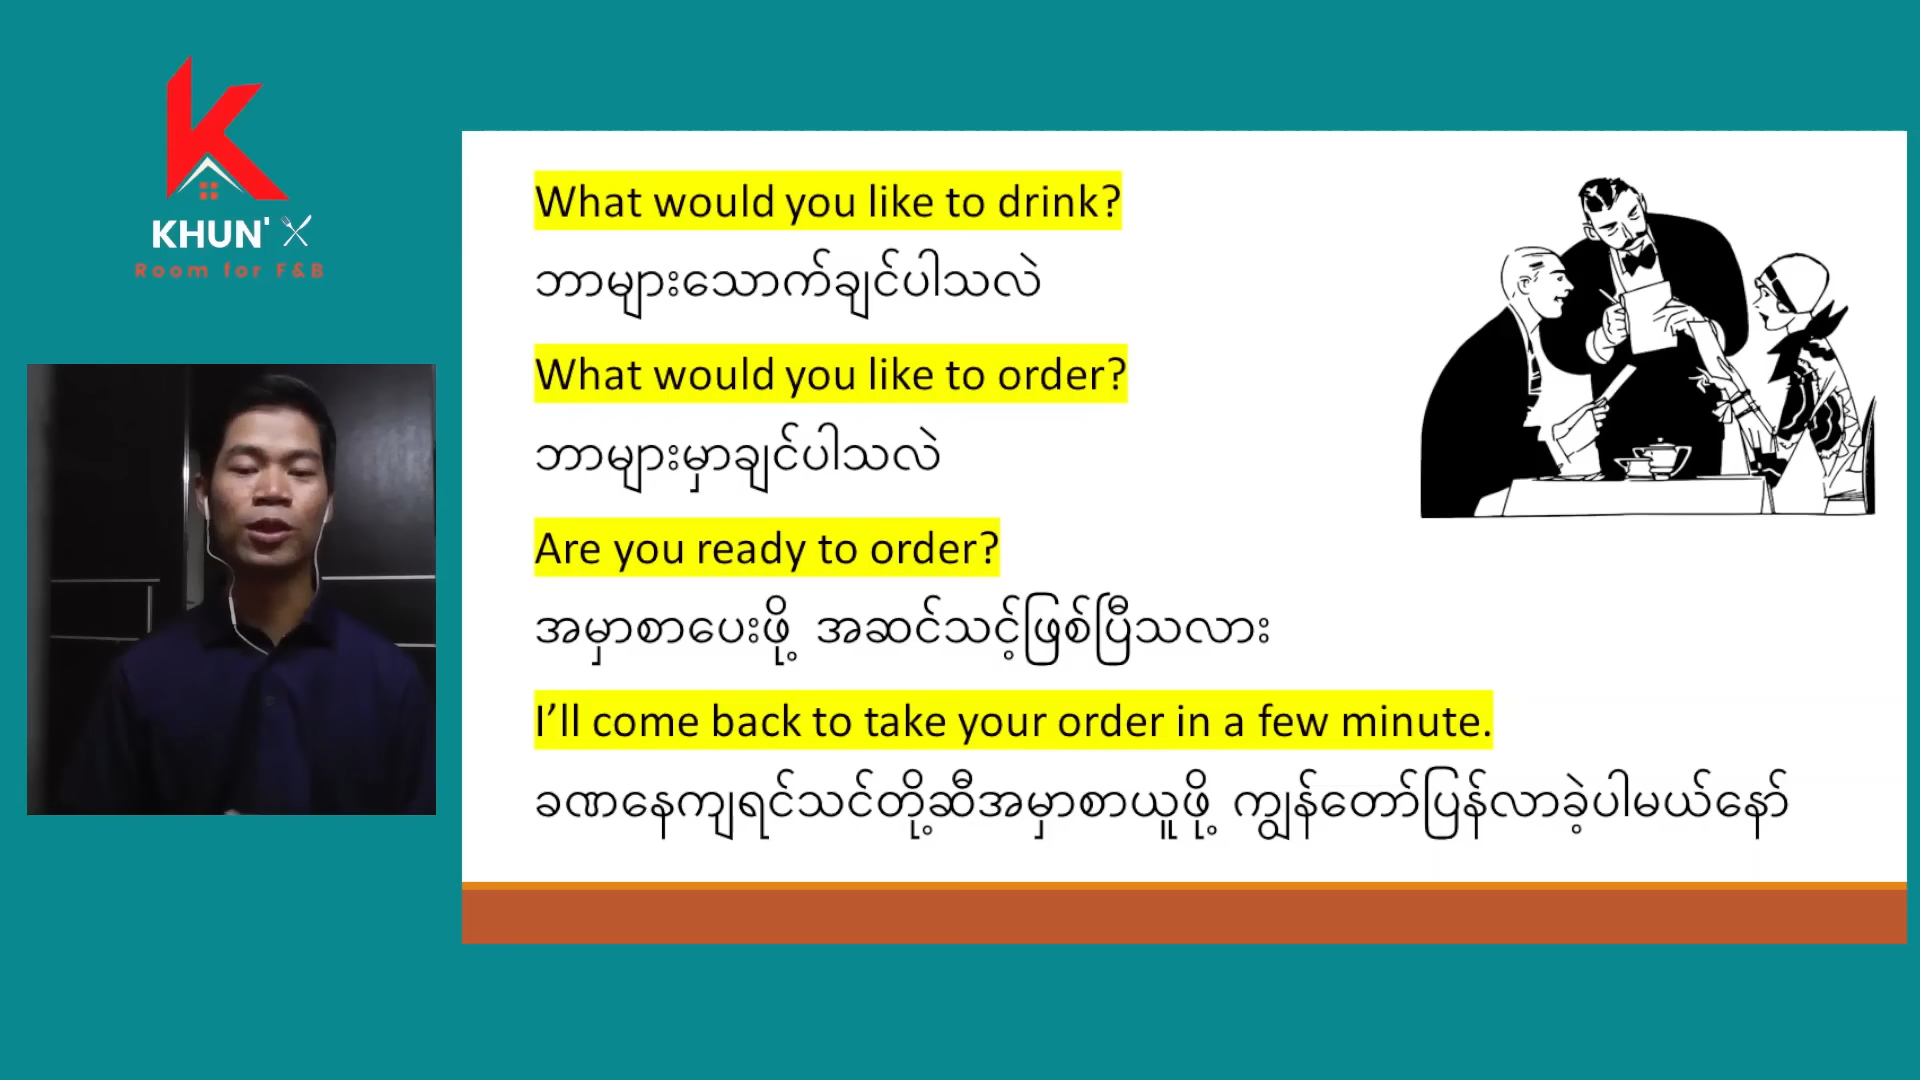 KHUN'
Room for F&B
What would you like to drink?
ဘာများသောက်ချင်ပါသလဲ
What would you like to order?
ဘာများမှာချင်ပါသလဲ
Are you ready to order?
အမှာစာပေးဖို့ အဆင်သင့်ဖြစ်ပြီသလား
I’ll come back to take your order in a few minute.
ခဏနေကျရင်သင်တို့ဆီအမှာစာယူဖို့ ကျွန်တော်ပြန်လာခဲ့ပါမယ်နော်